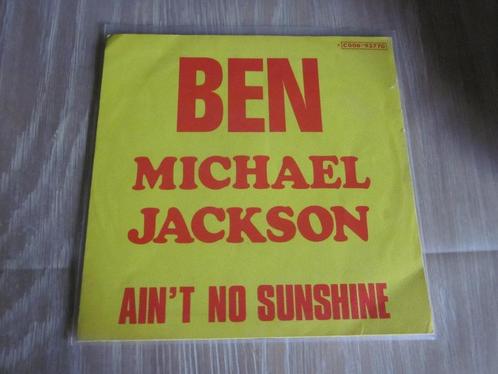 C006-93770
BEN
MICHAEL
JACKSON
AIN'T NO SUNSHINE